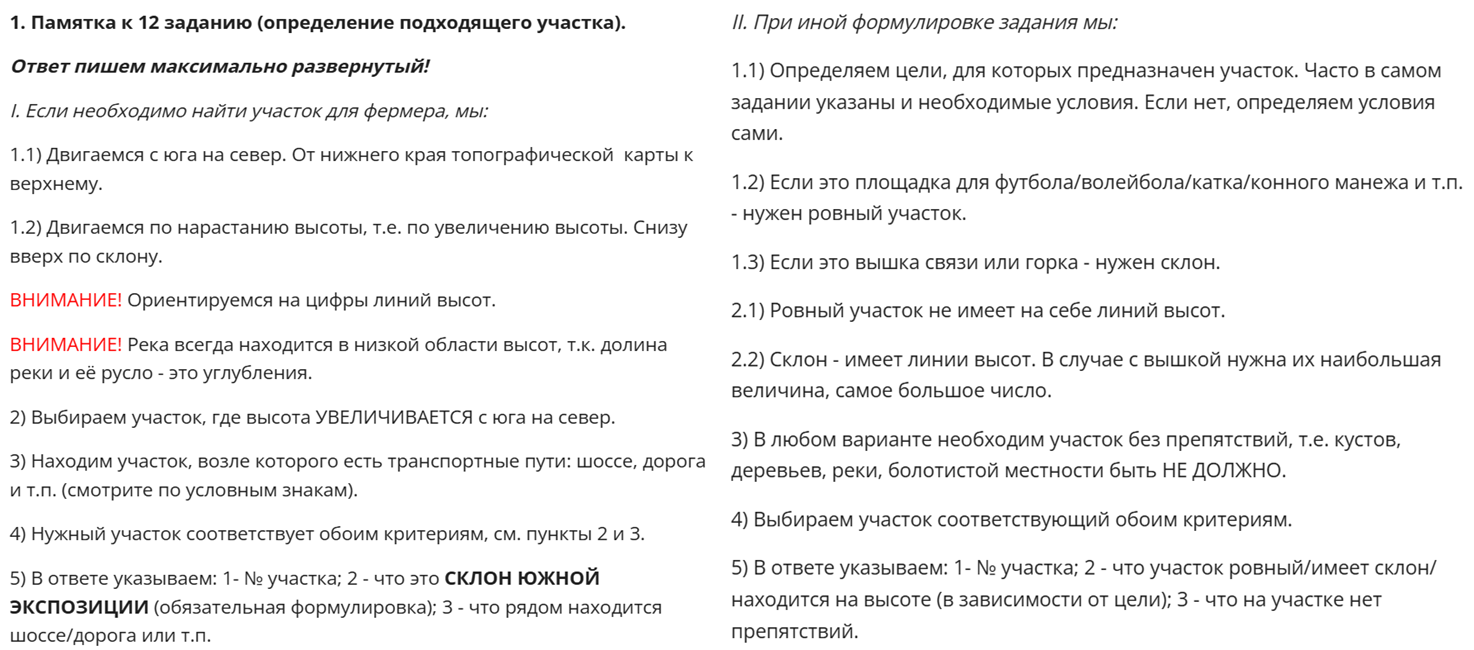 1. Памятка к 12 заданию (определение подходящего участка).
Ответ пишем максимально развернутый!
I. Если необходимо найти участок для фермера, мы:
1.1) Двигаемся с юга на север. От нижнего края топографической карты к
верхнему.
1.2) Двигаемся по нарастанию высоты, т.е. по увеличению высоты. Снизу
вверх по склону.
ВНИМАНИЕ! Ориентируемся на цифры линий высот.
ВНИМАНИЕ! Река всегда находится в низкой области высот, т.к. долина
реки и её русло - это углубления.
2) Выбираем участок, где высота УВЕЛИЧИВАЕТСЯ с юга на север.
3) Находим участок, возле которого есть транспортные пути: шоссе, дорога
и т.п. (смотрите по условным знакам).
4) Нужный участок соответствует обоим критериям, см. пункты 2 и 3.
5) В ответе указываем: 1- № участка; 2 - что это СКЛОН ЮЖНОЙ
ЭКСПОЗИЦИИ (обязательная формулировка); 3 - что рядом находится
шоссе/дорога или т.п.
II. При иной формулировке задания мы:
1.1) Определяем цели, для которых предназначен участок. Часто в самом
задании указаны и необходимые условия. Если нет, определяем условия
сами.
1.2) Если это площадка для футбола/волейбола/катка/конного манежа и т.п.
- нужен ровный участок.
1.3) Если это вышка связи или горка - нужен склон.
2.1) Ровный участок не имеет на себе линий высот.
2.2) Склон - имеет линии высот. В случае с вышкой нужна их наибольшая
величина, самое большое число.
3) В любом варианте необходим участок без препятствий, т.е. кустов,
деревьев, реки, болотистой местности быть НЕ ДОЛЖНО.
4) Выбираем участок соответствующий обоим критериям.
5) В ответе указываем: 1- № участка; 2 - что участок ровный/имеет склон/
находится на высоте (в зависимости от цели); 3 - что на участке нет
препятствий.